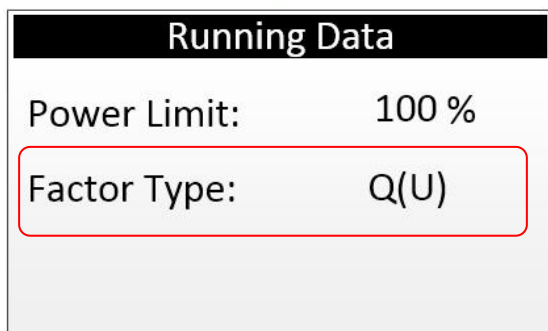 Running Data
Power Limit: 100 %
Factor Type: Q(U)